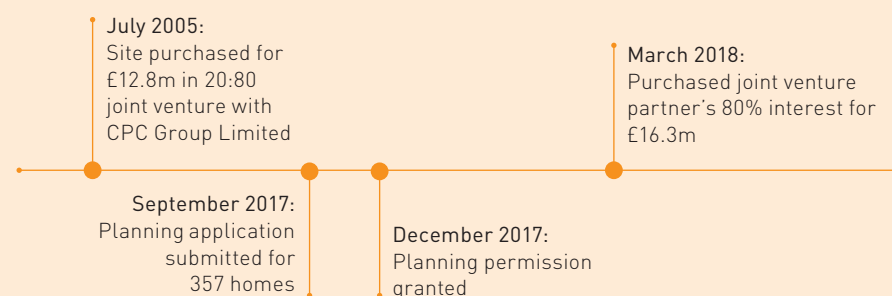 July 2005:
Site purchased for
£12.8m in 20:80
joint venture with
CPC Group Limited
September 2017:
Planning application
submitted for
357 homes
December 2017:
Planning permission
granted
March 2018:
Purchased joint venture
partner's 80% interest for
£16.3m